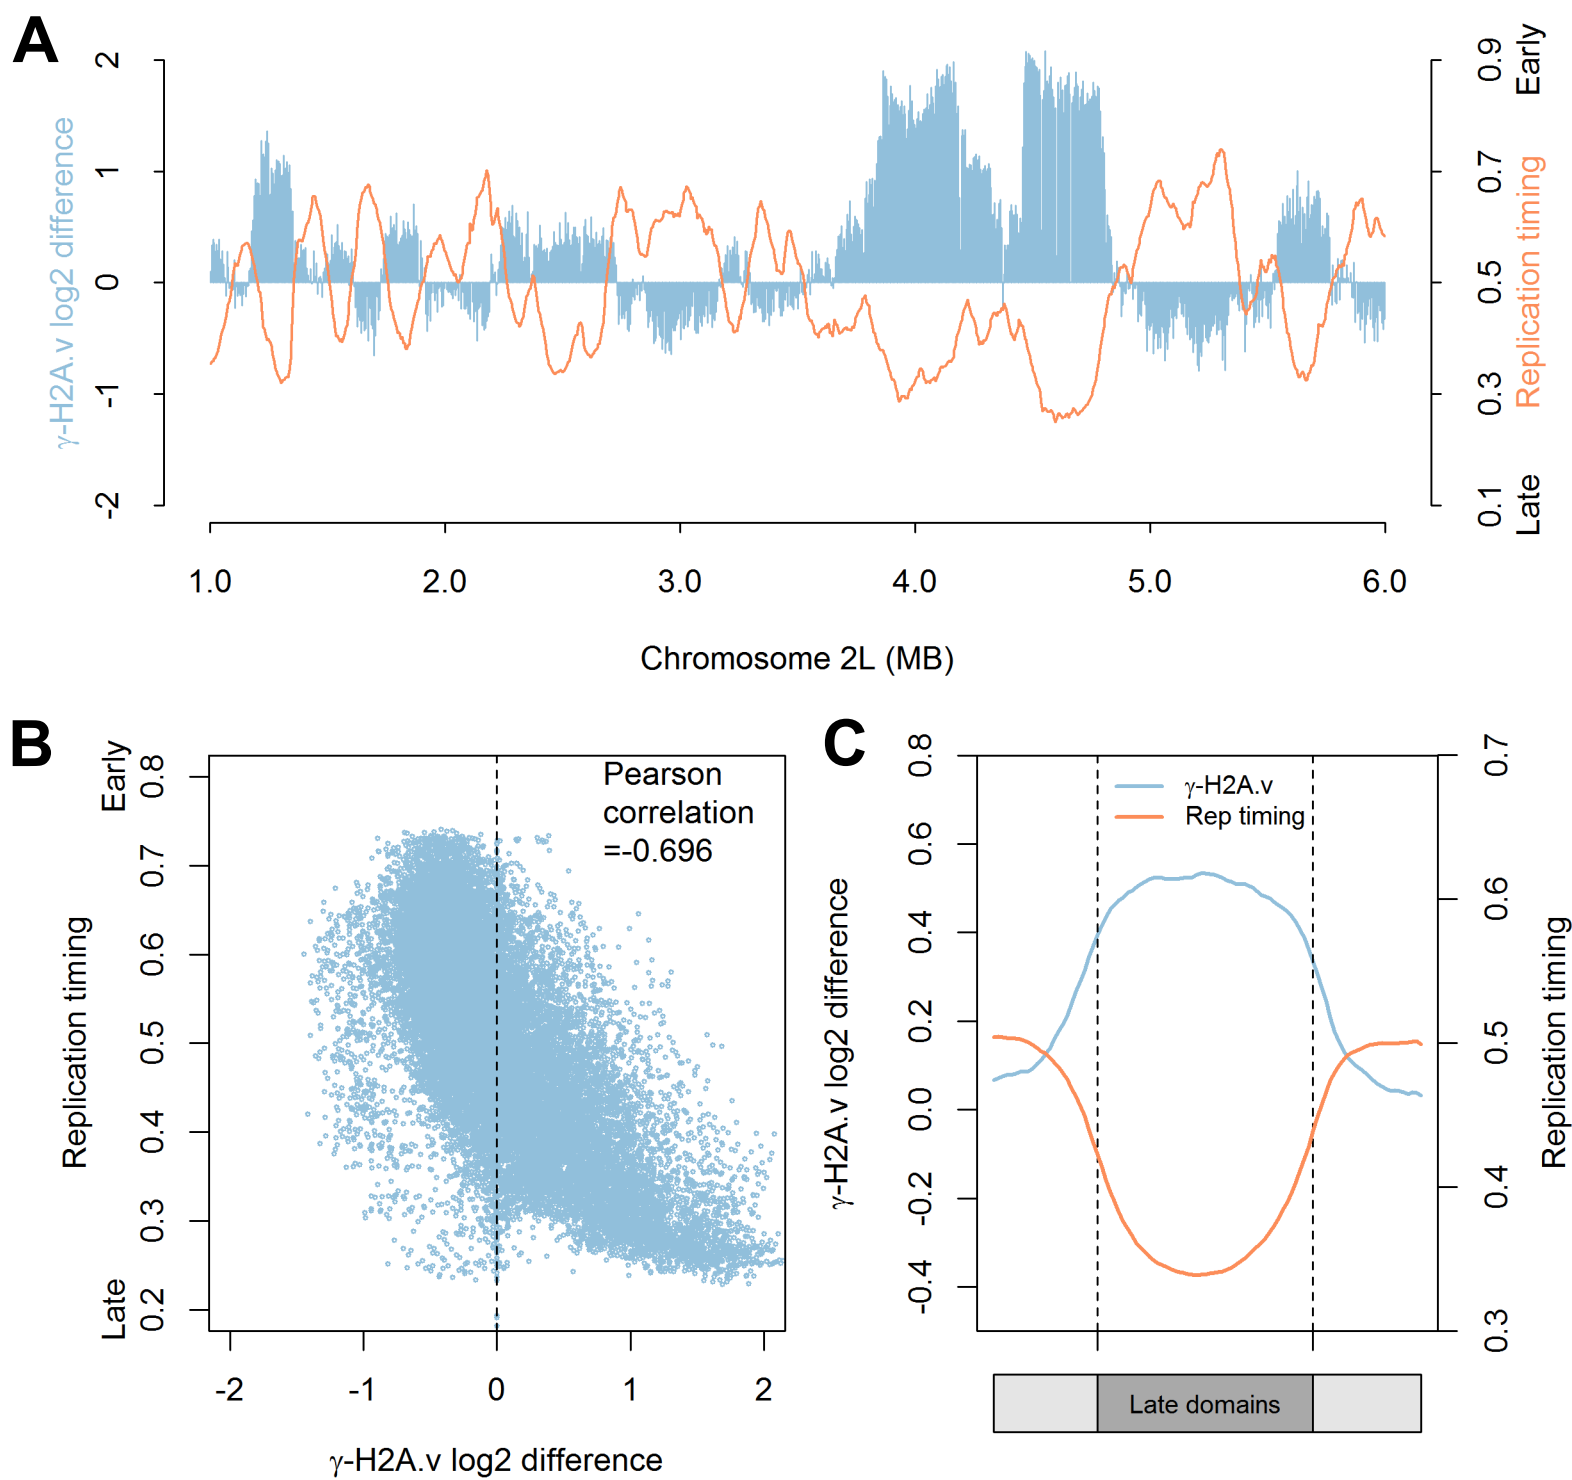 A
γ-H2A.v log2 difference
2
1
0
-1
-2
0.9
0.7
0.5
0.3
0.1
Early
Replication timing
Late
1.0 2.0 3.0 4.0 5.0 6.0
Chromosome 2L (MB)
B
Early
Replication timing
Late
0.8
0.7
0.6
0.5
0.4
0.3
0.2
Pearson
correlation
=-0.696
-2 -1 0 1 2
γ-H2A.v log2 difference
C
γ-H2A.v log2 difference
0.8
0.6
0.4
0.2
0.0
-0.2
-0.4
γ-H2A.v
Rep timing
0.7
0.6
0.5
0.4
0.3
Replication timing
Late domains